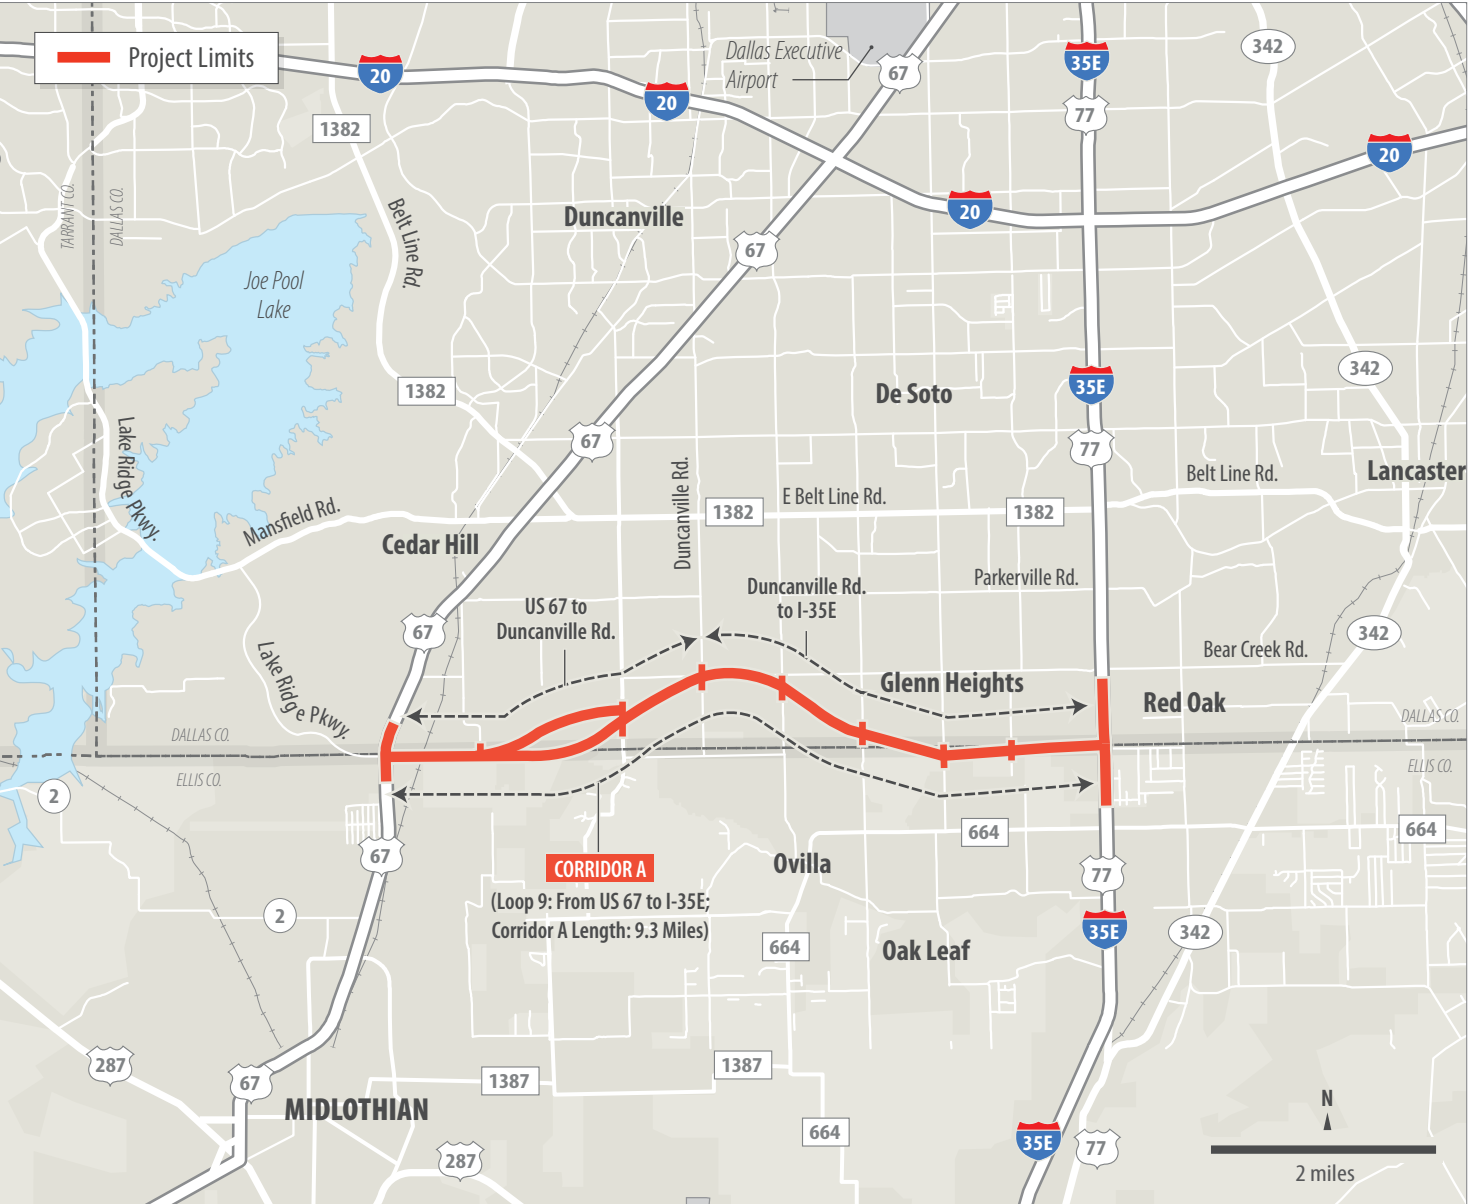 Project Limits
Dallas Executive
Airport
67
35E
77
342
20
20
1382
20
20
TARRANT CO.
DALLAS CO.
Belt Line Rd.
Duncanville
67
Joe Pool
Lake
1382
35E
77
342
De Soto
67
Lake Ridge Pkwy.
Mansfield Rd.
Duncanville Rd.
1382
E Belt Line Rd.
1382
Belt Line Rd.
Lancaster
Cedar Hill
Parkerville Rd.
US 67 to
Duncanville Rd.
Duncanville Rd.
to I-35E
67
342
Bear Creek Rd.
Lake Ridge Pkwy.
Glenn Heights
Red Oak
DALLAS CO.
ELLIS CO.
DALLAS CO.
ELLIS CO.
2
67
664
664
CORRIDOR A
(Loop 9: From US 67 to I-35E;
Corridor A Length: 9.3 Miles)
Ovilla
77
35E
342
2
664
Oak Leaf
287
67
1387
1387
MIDLOTHIAN
664
287
35E
77
N
2 miles